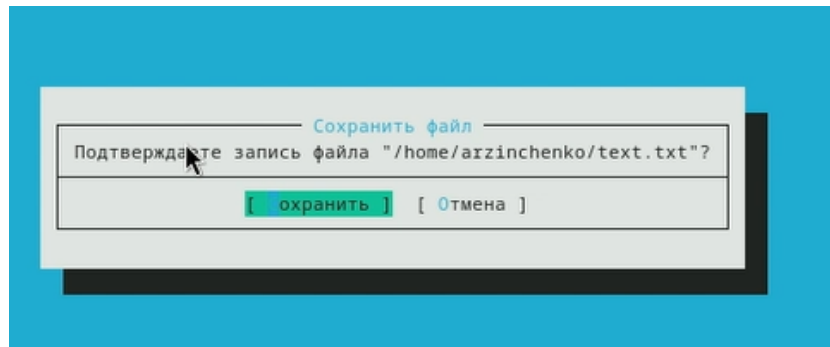 Сохранить файл
Подтверждаете запись файла "/home/arzinchenko/text.txt"?
[ Сохранить ] [ Отмена ]